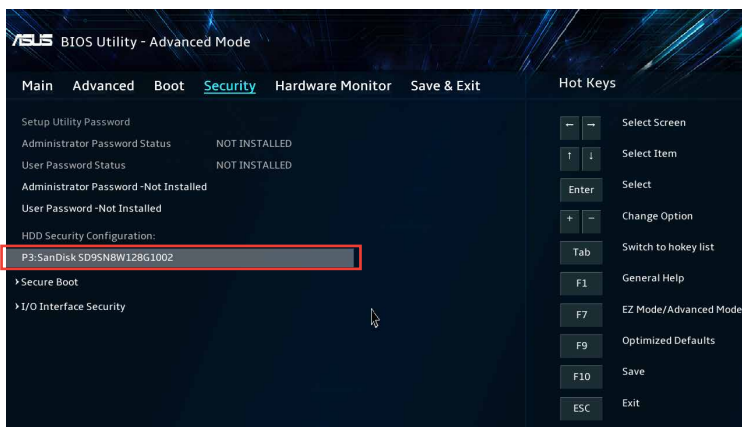 ASUS BIOS Utility - Advanced Mode
Main Advanced Boot Security Hardware Monitor Save & Exit
Setup Utility Password
Administrator Password Status NOT INSTALLED
User Password Status NOT INSTALLED
Administrator Password -Not Installed
User Password -Not Installed
HDD Security Configuration:
P3:SanDisk SD9SN8W128G1002
Secure Boot
I/O Interface Security
Hot Keys
← → Select Screen
↑ ↓ Select Item
Enter Select
+ − Change Option
Tab Switch to hokey list
F1 General Help
F7 EZ Mode/Advanced Mode
F9 Optimized Defaults
F10 Save
ESC Exit